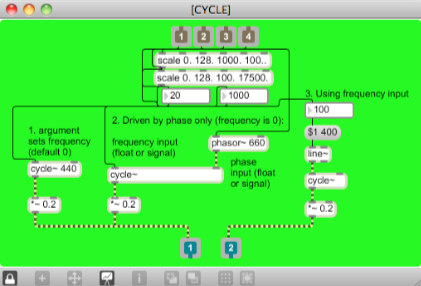 [CYCLE]
1 2 3 4
scale 0. 128. 1000. 100..
scale 0. 128. 100. 17500.
20
1000
3. Using frequency input
100
2. Driven by phase only (frequency is 0):
1. argument
sets frequency
(default 0)
frequency input
(float or signal)
phasor~ 660
$1 400
phase
input (float
or signal)
line~
cycle~ 440
cycle~
cycle~
*~ 0.2
*~ 0.2
*~ 0.2
1
2